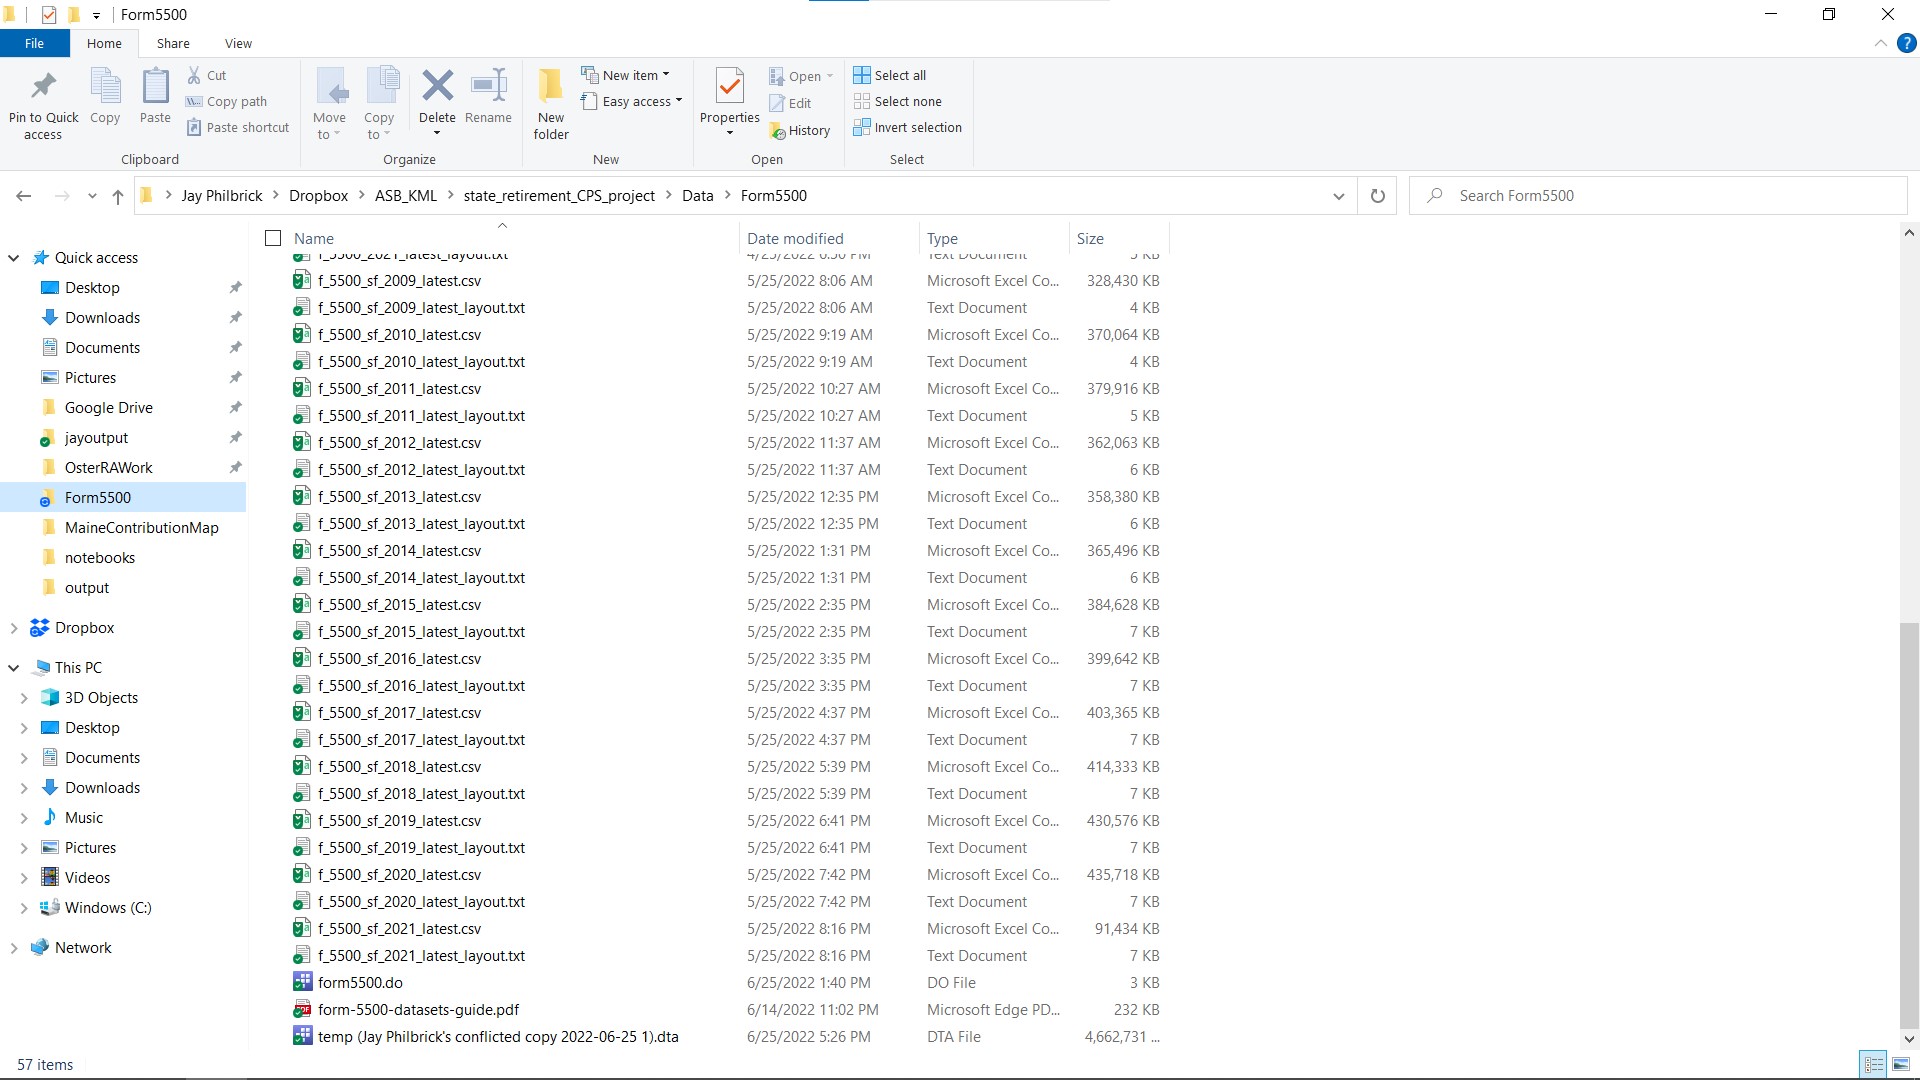 Form5500
File Home Share View
Pin to Quick access
Copy
Paste
Cut
Copy path
Paste shortcut
Clipboard
Move to
Copy to
Delete
Rename
Organize
New folder
New item
Easy access
New
Properties
Open
Edit
History
Open
Select all
Select none
Invert selection
Select
Jay Philbrick > Dropbox > ASB_KML > state_retirement_CPS_project > Data > Form5500
Search Form5500
Quick access
Desktop
Downloads
Documents
Pictures
Google Drive
jayoutput
OsterRAWork
Form5500
MaineContributionMap
notebooks
output
Dropbox
This PC
3D Objects
Desktop
Documents
Downloads
Music
Pictures
Videos
Windows (C:)
Network
Name Date modified Type Size
f_5500_2021_latest_layout.txt 4/25/2022 6:50 PM Text Document 5 KB
f_5500_sf_2009_latest.csv 5/25/2022 8:06 AM Microsoft Excel Co... 328,430 KB
f_5500_sf_2009_latest_layout.txt 5/25/2022 8:06 AM Text Document 4 KB
f_5500_sf_2010_latest.csv 5/25/2022 9:19 AM Microsoft Excel Co... 370,064 KB
f_5500_sf_2010_latest_layout.txt 5/25/2022 9:19 AM Text Document 4 KB
f_5500_sf_2011_latest.csv 5/25/2022 10:27 AM Microsoft Excel Co... 379,916 KB
f_5500_sf_2011_latest_layout.txt 5/25/2022 10:27 AM Text Document 5 KB
f_5500_sf_2012_latest.csv 5/25/2022 11:37 AM Microsoft Excel Co... 362,063 KB
f_5500_sf_2012_latest_layout.txt 5/25/2022 11:37 AM Text Document 6 KB
f_5500_sf_2013_latest.csv 5/25/2022 12:35 PM Microsoft Excel Co... 358,380 KB
f_5500_sf_2013_latest_layout.txt 5/25/2022 12:35 PM Text Document 6 KB
f_5500_sf_2014_latest.csv 5/25/2022 1:31 PM Microsoft Excel Co... 365,496 KB
f_5500_sf_2014_latest_layout.txt 5/25/2022 1:31 PM Text Document 6 KB
f_5500_sf_2015_latest.csv 5/25/2022 2:35 PM Microsoft Excel Co... 384,628 KB
f_5500_sf_2015_latest_layout.txt 5/25/2022 2:35 PM Text Document 7 KB
f_5500_sf_2016_latest.csv 5/25/2022 3:35 PM Microsoft Excel Co... 399,642 KB
f_5500_sf_2016_latest_layout.txt 5/25/2022 3:35 PM Text Document 7 KB
f_5500_sf_2017_latest.csv 5/25/2022 4:37 PM Microsoft Excel Co... 403,365 KB
f_5500_sf_2017_latest_layout.txt 5/25/2022 4:37 PM Text Document 7 KB
f_5500_sf_2018_latest.csv 5/25/2022 5:39 PM Microsoft Excel Co... 414,333 KB
f_5500_sf_2018_latest_layout.txt 5/25/2022 5:39 PM Text Document 7 KB
f_5500_sf_2019_latest.csv 5/25/2022 6:41 PM Microsoft Excel Co... 430,576 KB
f_5500_sf_2019_latest_layout.txt 5/25/2022 6:41 PM Text Document 7 KB
f_5500_sf_2020_latest.csv 5/25/2022 7:42 PM Microsoft Excel Co... 435,718 KB
f_5500_sf_2020_latest_layout.txt 5/25/2022 7:42 PM Text Document 7 KB
f_5500_sf_2021_latest.csv 5/25/2022 8:16 PM Microsoft Excel Co... 91,434 KB
f_5500_sf_2021_latest_layout.txt 5/25/2022 8:16 PM Text Document 7 KB
form5500.do 6/25/2022 1:40 PM DO File 3 KB
form-5500-datasets-guide.pdf 6/14/2022 11:02 PM Microsoft Edge PD... 232 KB
temp (Jay Philbrick's conflicted copy 2022-06-25 1).dta 6/25/2022 5:26 PM DTA File 4,662,731 ...
57 items